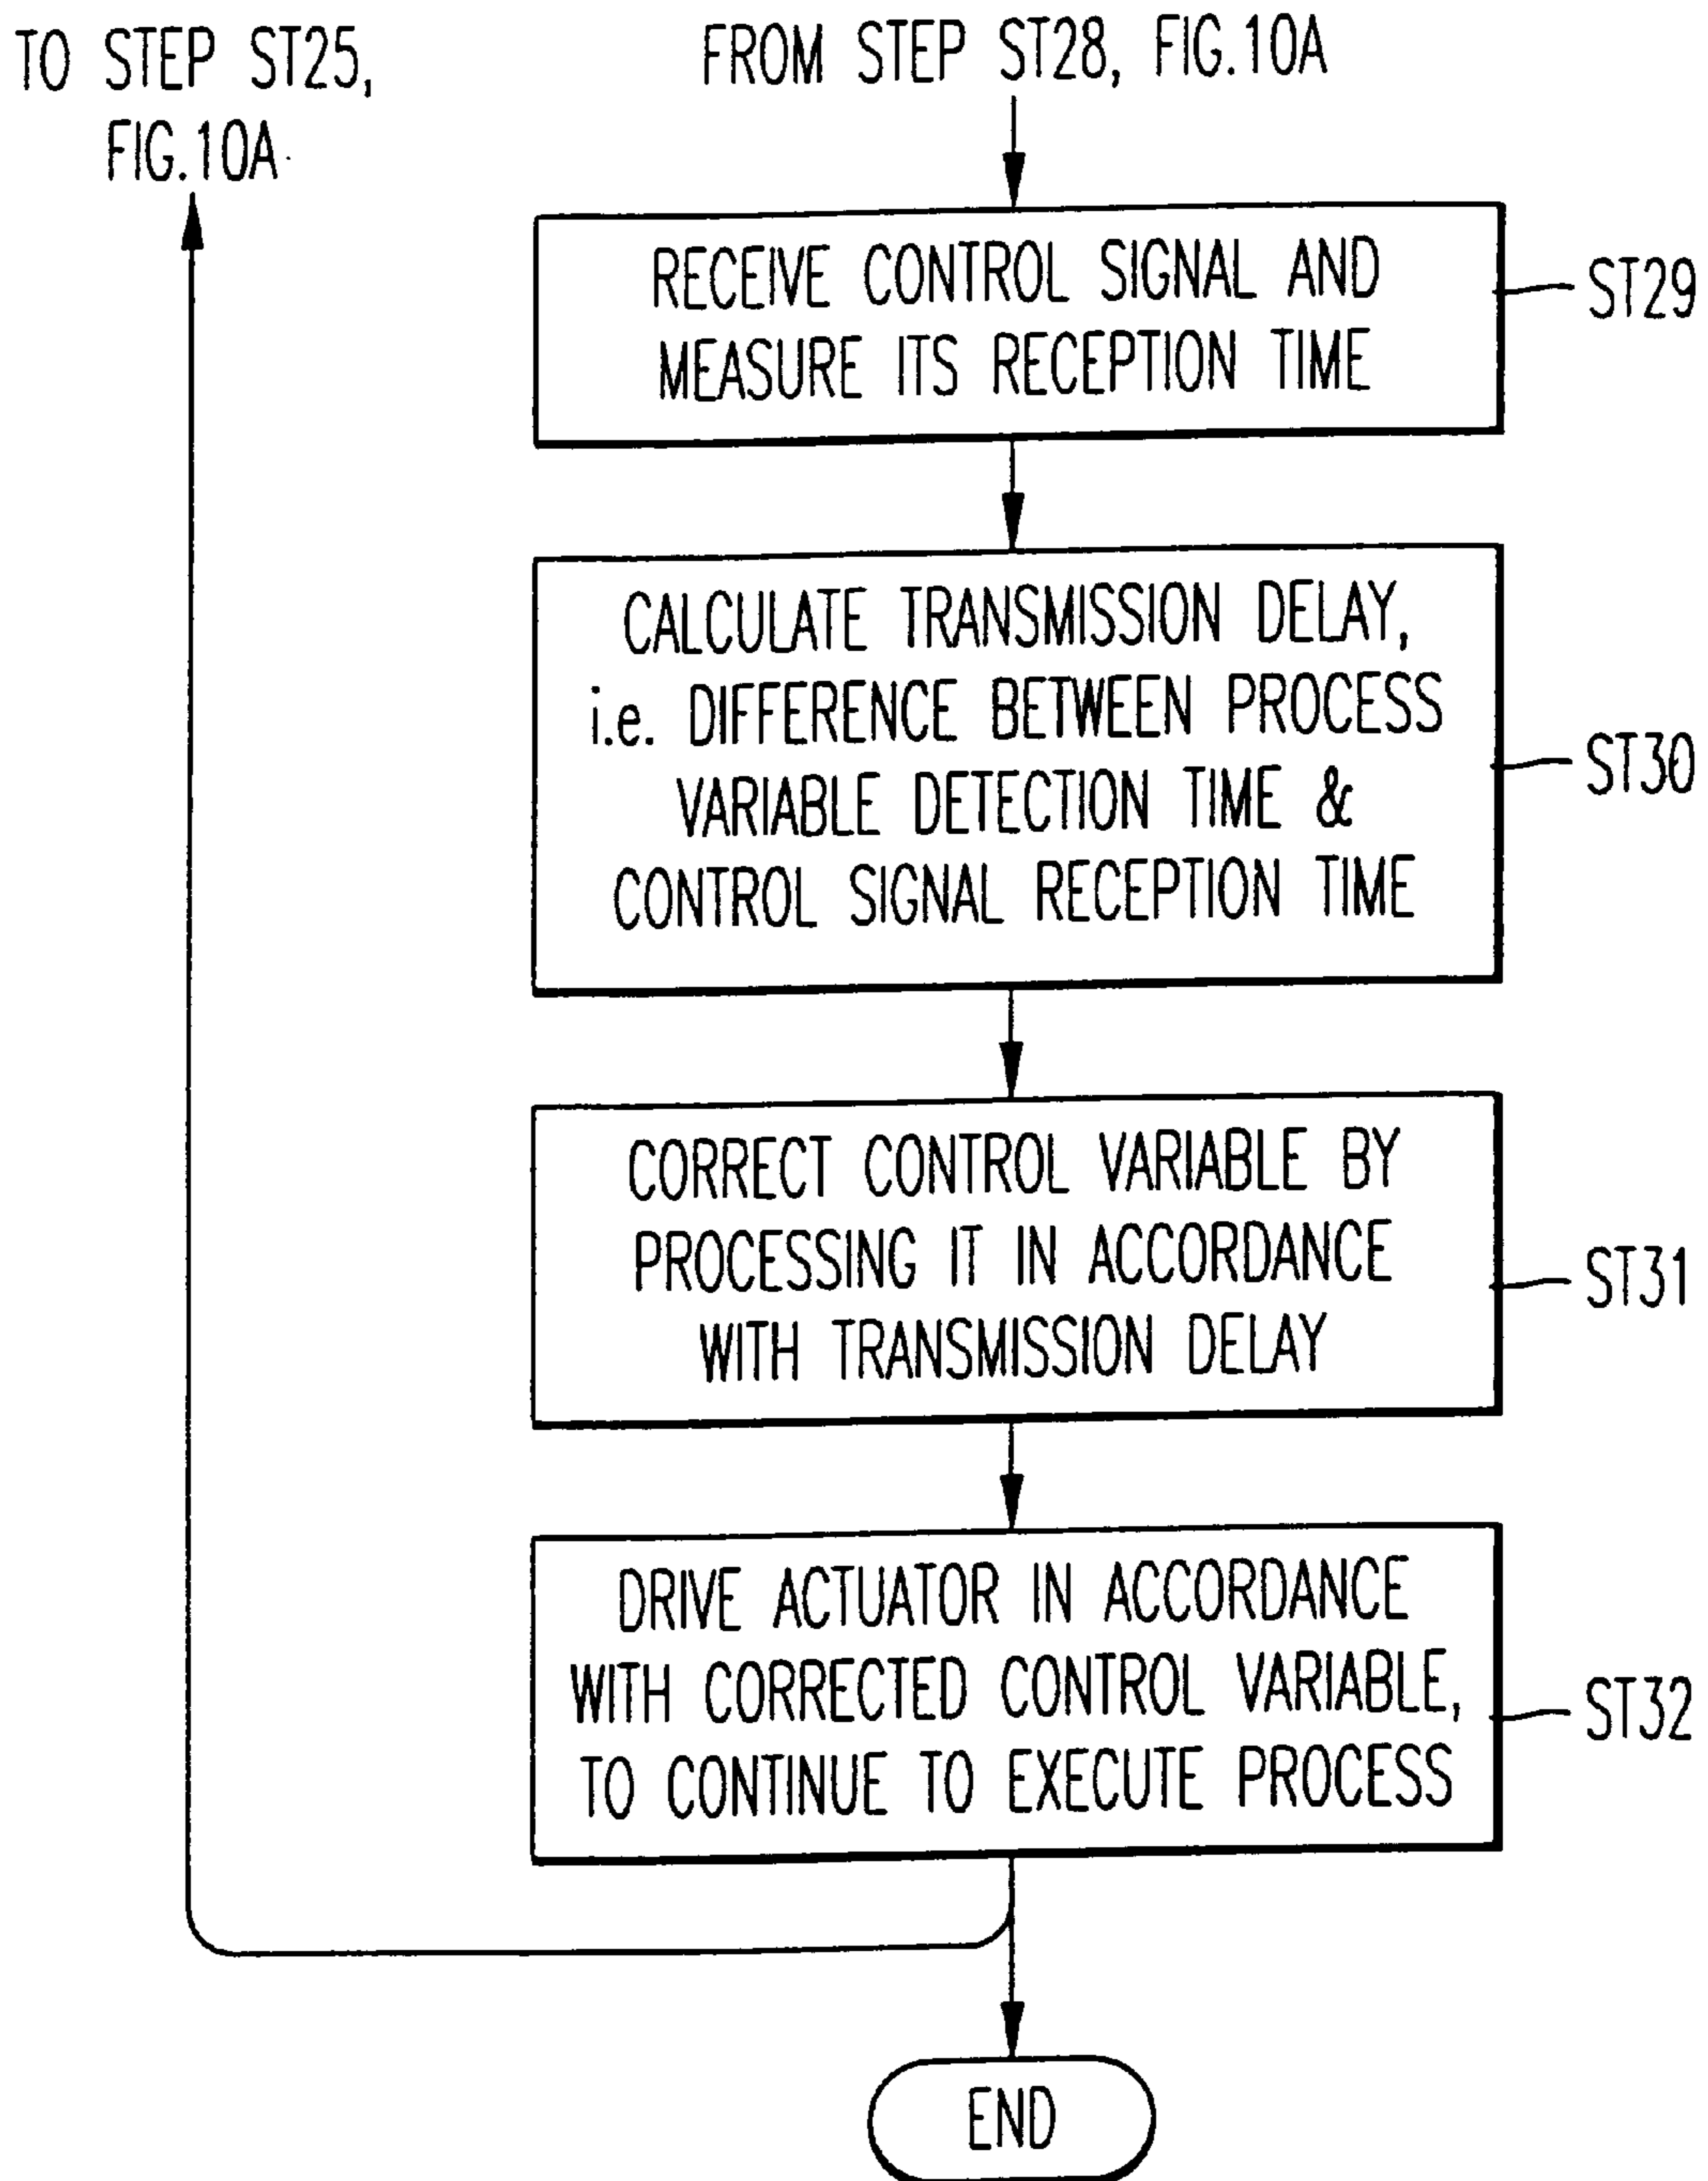 TO STEP ST25,
FIG.10A
FROM STEP ST28, FIG.10A
RECEIVE CONTROL SIGNAL AND
MEASURE ITS RECEPTION TIME
ST29
CALCULATE TRANSMISSION DELAY,
i.e. DIFFERENCE BETWEEN PROCESS
VARIABLE DETECTION TIME &
CONTROL SIGNAL RECEPTION TIME
ST30
CORRECT CONTROL VARIABLE BY
PROCESSING IT IN ACCORDANCE
WITH TRANSMISSION DELAY
ST31
DRIVE ACTUATOR IN ACCORDANCE
WITH CORRECTED CONTROL VARIABLE,
TO CONTINUE TO EXECUTE PROCESS
ST32
END